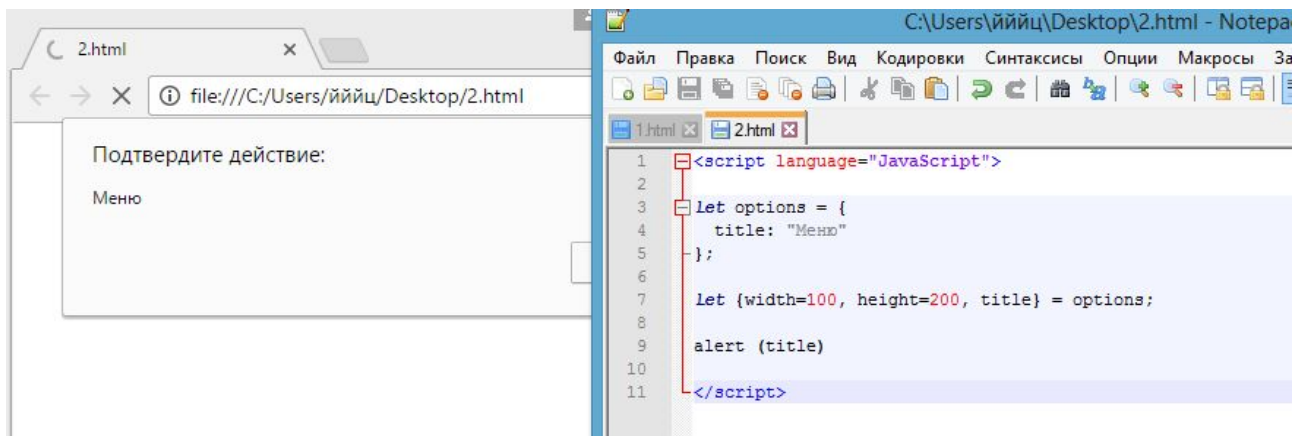 2.html
file:///C:/Users/йййц/Desktop/2.html
Подтвердите действие:
Меню
C:\Users\йййц\Desktop\2.html - Notepa
Файл Правка Поиск Вид Кодировки Синтаксисы Опции Макросы За
1.html 2.html
1 <script language="JavaScript">
2
3 let options = {
4 title: "Меню"
5 };
6
7 let {width=100, height=200, title} = options;
8
9 alert (title)
10
11 </script>